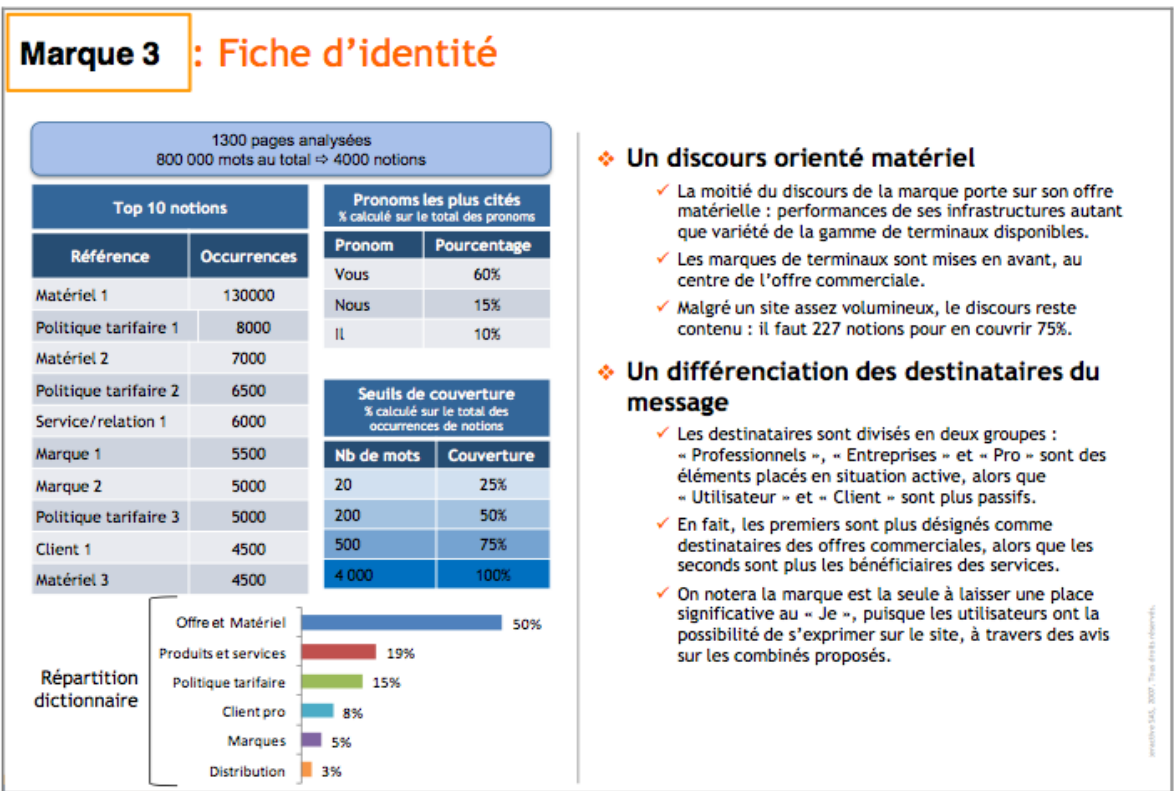 Marque 3 : Fiche d'identité
1300 pages analysées
800 000 mots au total ⇨ 4000 notions
Top 10 notions
Référence Occurrences
Matériel 1 130000
Politique tarifaire 1 8000
Matériel 2 7000
Politique tarifaire 2 6500
Service/relation 1 6000
Marque 1 5500
Marque 2 5000
Politique tarifaire 3 5000
Client 1 4500
Matériel 3 4500
Pronoms les plus cités
% calculé sur le total des pronoms
Pronom Pourcentage
Vous 60%
Nous 15%
Il 10%
Seuils de couverture
% calculé sur le total des
occurrences de notions
Nb de mots Couverture
20 25%
200 50%
500 75%
4 000 100%
Répartition
dictionnaire
Offre et Matériel 50%
Produits et services 19%
Politique tarifaire 15%
Client pro 8%
Marques 5%
Distribution 3%
❖ Un discours orienté matériel
✓ La moitié du discours de la marque porte sur son offre
matérielle : performances de ses infrastructures autant
que variété de la gamme de terminaux disponibles.
✓ Les marques de terminaux sont mises en avant, au
centre de l'offre commerciale.
✓ Malgré un site assez volumineux, le discours reste
contenu : il faut 227 notions pour en couvrir 75%.
❖ Un différenciation des destinataires du
message
✓ Les destinataires sont divisés en deux groupes :
« Professionnels », « Entreprises » et « Pro » sont des
éléments placés en situation active, alors que
« Utilisateur » et « Client » sont plus passifs.
✓ En fait, les premiers sont plus désignés comme
destinataires des offres commerciales, alors que les
seconds sont plus les bénéficiaires des services.
✓ On notera la marque est la seule à laisser une place
significative au « Je », puisque les utilisateurs ont la
possibilité de s'exprimer sur le site, à travers des avis
sur les combinés proposés.
SAS, 2007. Tous droits réservés.